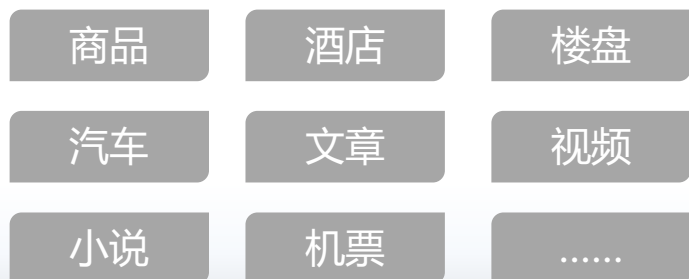 商品 酒店 楼盘
汽车 文章 视频
小说 机票 ......